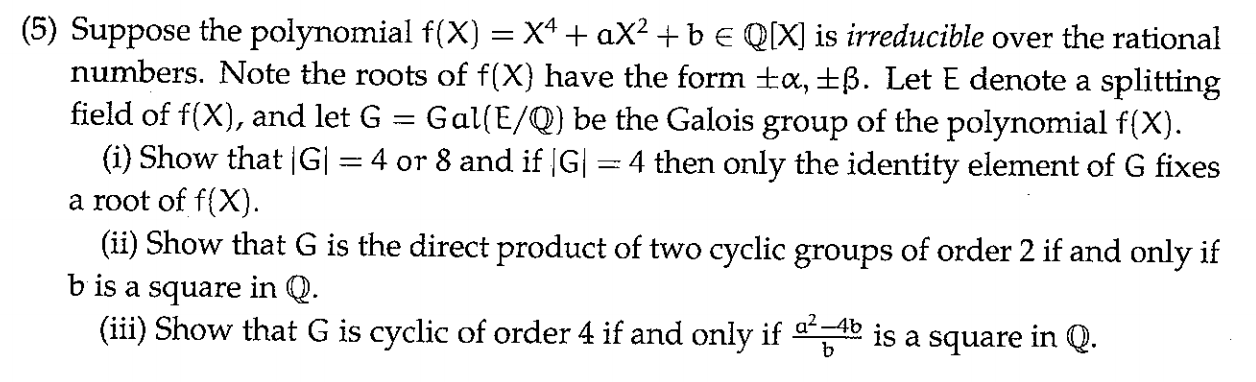 (5) Suppose the polynomial f(X) = X⁴ + aX² + b ∈ ℚ[X] is irreducible over the rational
numbers. Note the roots of f(X) have the form ±α, ±β. Let E denote a splitting
field of f(X), and let G = Gal(E/ℚ) be the Galois group of the polynomial f(X).
(i) Show that |G| = 4 or 8 and if |G| = 4 then only the identity element of G fixes
a root of f(X).
(ii) Show that G is the direct product of two cyclic groups of order 2 if and only if
b is a square in ℚ.
(iii) Show that G is cyclic of order 4 if and only if \frac{a²−4b}{b} is a square in ℚ.